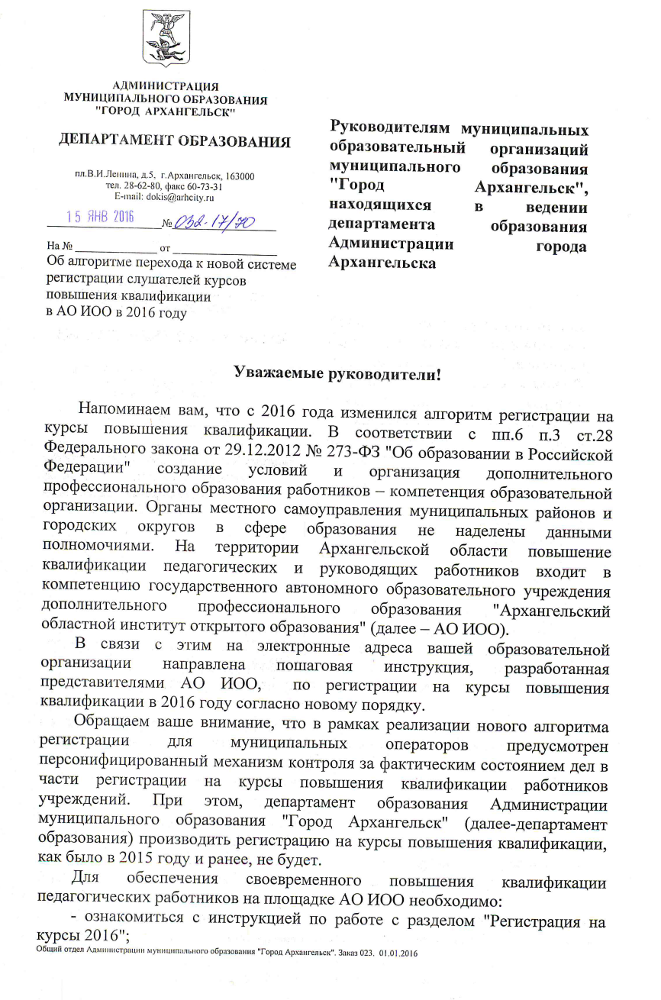 АДМИНИСТРАЦИЯ
МУНИЦИПАЛЬНОГО ОБРАЗОВАНИЯ
"ГОРОД АРХАНГЕЛЬСК"
ДЕПАРТАМЕНТ ОБРАЗОВАНИЯ
пл.В.И.Ленина, д.5, г.Архангельск, 163000
тел. 28-62-80, факс 60-73-31
E-mail: dokis@arhcity.ru
15 ЯНВ 2016 № 032-17/70
На № ______________ от __________________
Об алгоритме перехода к новой системе
регистрации слушателей курсов
повышения квалификации
в АО ИОО в 2016 году
Руководителям муниципальных
образовательный организаций
муниципального образования
"Город Архангельск",
находящихся в ведении
департамента образования
Администрации города
Архангельска
Уважаемые руководители!
Напоминаем вам, что с 2016 года изменился алгоритм регистрации на
курсы повышения квалификации. В соответствии с пп.6 п.3 ст.28
Федерального закона от 29.12.2012 № 273-ФЗ "Об образовании в Российской
Федерации" создание условий и организация дополнительного
профессионального образования работников – компетенция образовательной
организации. Органы местного самоуправления муниципальных районов и
городских округов в сфере образования не наделены данными
полномочиями. На территории Архангельской области повышение
квалификации педагогических и руководящих работников входит в
компетенцию государственного автономного образовательного учреждения
дополнительного профессионального образования "Архангельский
областной институт открытого образования" (далее – АО ИОО).
В связи с этим на электронные адреса вашей образовательной
организации направлена пошаговая инструкция, разработанная
представителями АО ИОО, по регистрации на курсы повышения
квалификации в 2016 году согласно новому порядку.
Обращаем ваше внимание, что в рамках реализации нового алгоритма
регистрации для муниципальных операторов предусмотрен
персонифицированный механизм контроля за фактическим состоянием дел в
части регистрации на курсы повышения квалификации работников
учреждений. При этом, департамент образования Администрации
муниципального образования "Город Архангельск" (далее-департамент
образования) производить регистрацию на курсы повышения квалификации,
как было в 2015 году и ранее, не будет.
Для обеспечения своевременного повышения квалификации
педагогических работников на площадке АО ИОО необходимо:
- ознакомиться с инструкцией по работе с разделом "Регистрация на
курсы 2016";
Общий отдел Администрации муниципального образования "Город Архангельск". Заказ 023. 01.01.2016